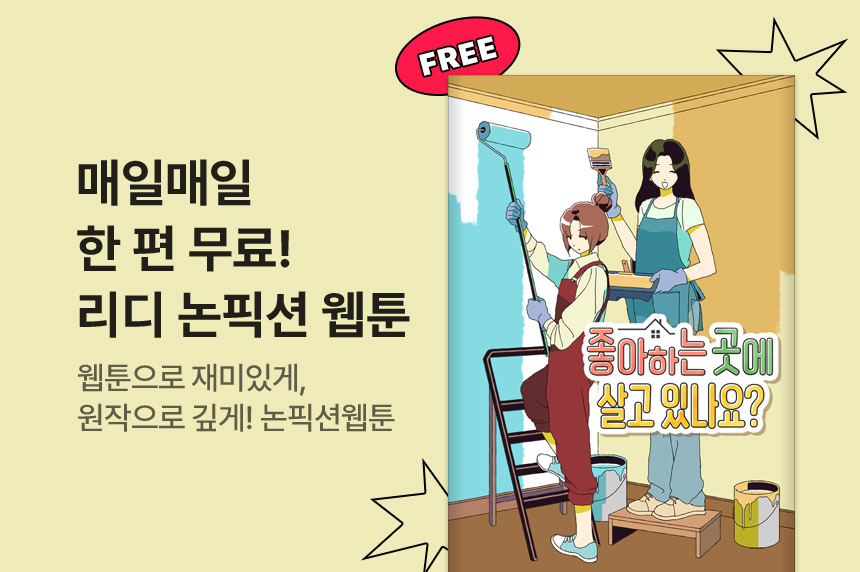 FREE
매일매일
한 편 무료!
리디 논픽션 웹툰
웹툰으로 재미있게,
원작으로 깊게! 논픽션웹툰
좋아하는 곳에
살고 있나요?